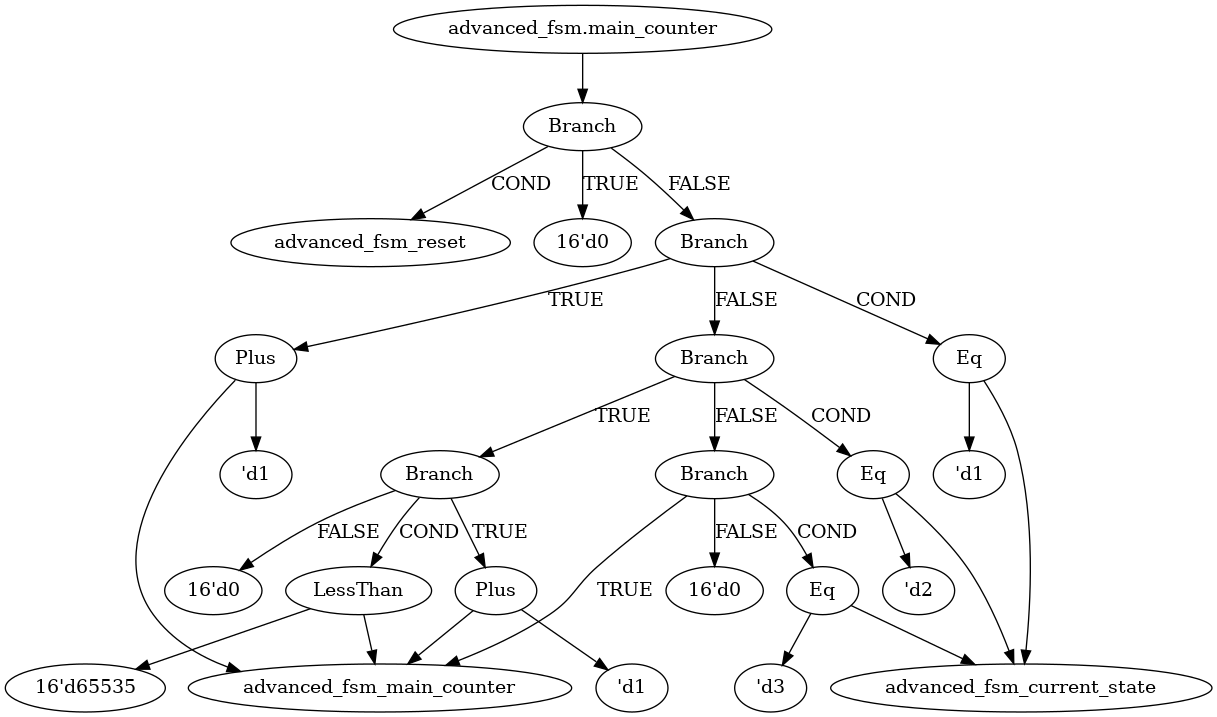 advanced_fsm.main_counter
Branch
COND
TRUE
FALSE
advanced_fsm_reset
16'd0
Branch
TRUE
FALSE
COND
Plus
Branch
Eq
TRUE
FALSE
COND
'd1
Branch
Branch
Eq
'd1
FALSE
COND
TRUE
FALSE
COND
16'd0
LessThan
Plus
TRUE
16'd0
Eq
'd2
16'd65535
advanced_fsm_main_counter
'd1
'd3
advanced_fsm_current_state